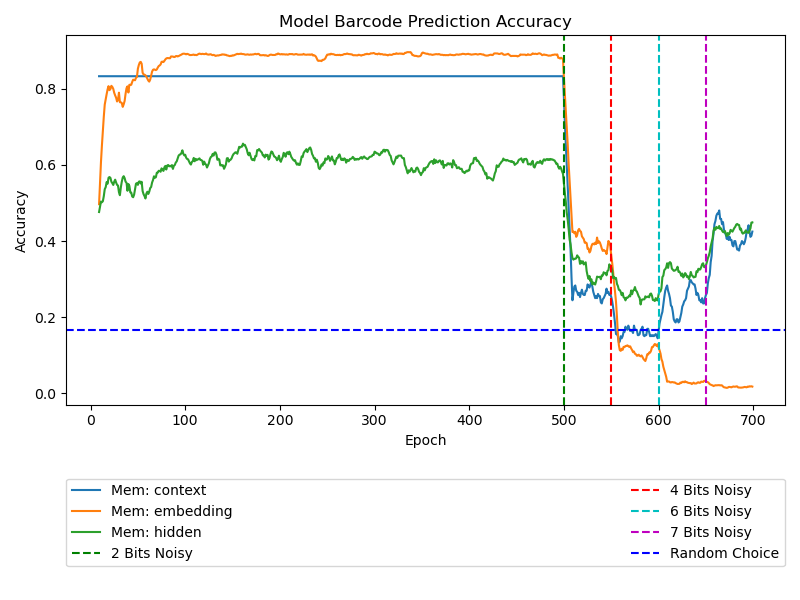 Model Barcode Prediction Accuracy
Accuracy
0.8
0.6
0.4
0.2
0.0
0 100 200 300 400 500 600 700
Epoch
Mem: context
Mem: embedding
Mem: hidden
2 Bits Noisy
4 Bits Noisy
6 Bits Noisy
7 Bits Noisy
Random Choice